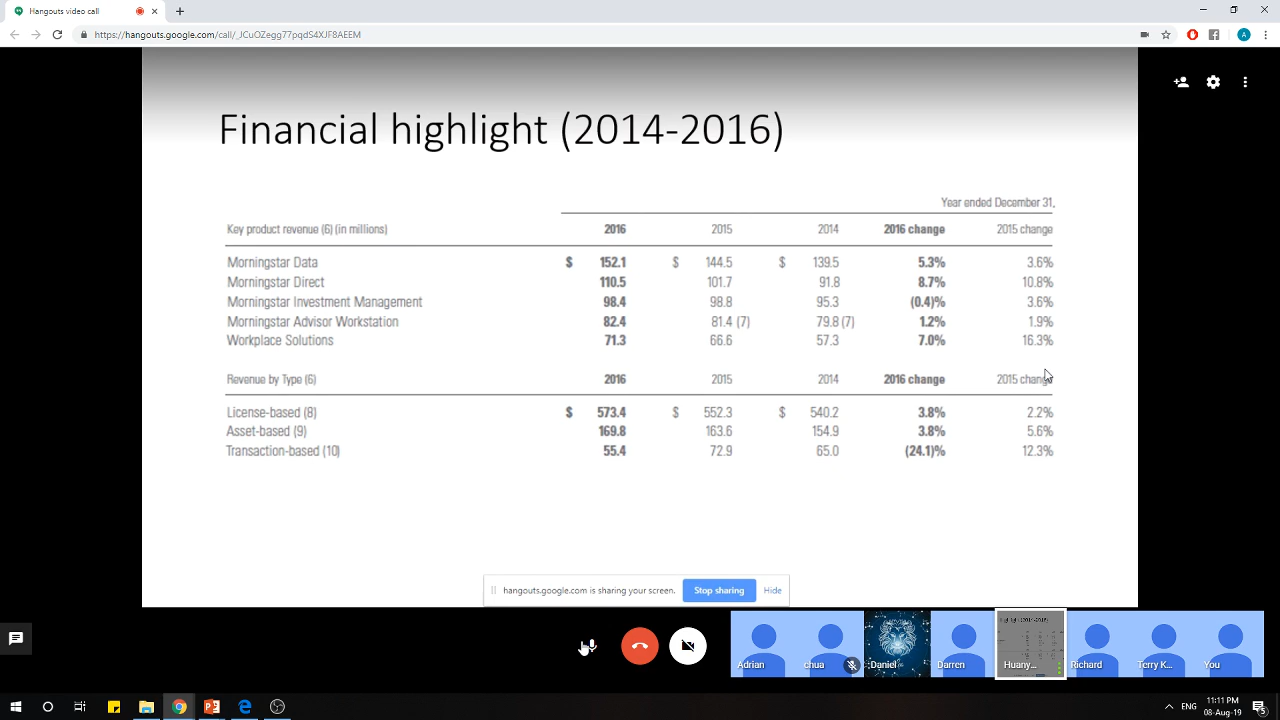 Hangouts video call
https://hangouts.google.com/call/_JCuOZegg77pqdS4XJF8AEEM
A
Financial highlight (2014-2016)
Year ended December 31,
Key product revenue (6) (in millions) 2016 2015 2014 2016 change 2015 change
Morningstar Data $ 152.1 $ 144.5 $ 139.5 5.3% 3.6%
Morningstar Direct 110.5 101.7 91.8 8.7% 10.8%
Morningstar Investment Management 98.4 98.8 95.3 (0.4)% 3.6%
Morningstar Advisor Workstation 82.4 81.4 (7) 79.8 (7) 1.2% 1.9%
Workplace Solutions 71.3 66.6 57.3 7.0% 16.3%
Revenue by Type (6) 2016 2015 2014 2016 change 2015 change
License-based (8) $ 573.4 $ 552.3 $ 540.2 3.8% 2.2%
Asset-based (9) 169.8 163.6 154.9 3.8% 5.6%
Transaction-based (10) 55.4 72.9 65.0 (24.1)% 12.3%
hangouts.google.com is sharing your screen. Stop sharing Hide
Adrian chua Daniel Darren Huany... Richard Terry K... You
ENG 11:11 PM
08-Aug-19